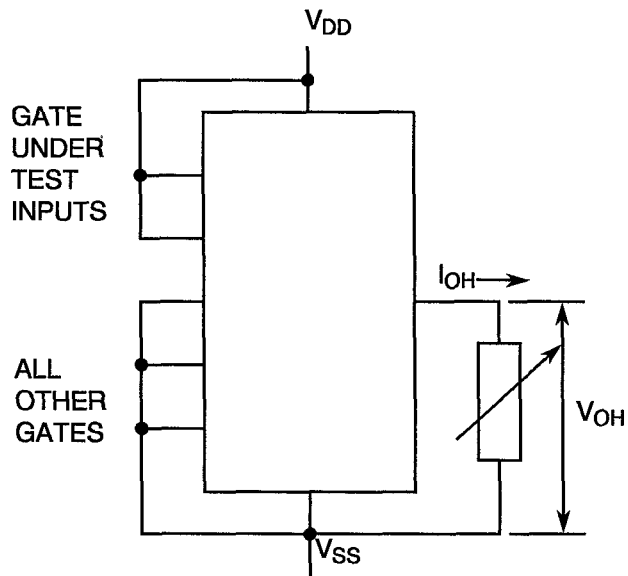 VDD
GATE
UNDER
TEST
INPUTS
IOH
ALL
OTHER
GATES
VOH
VSS